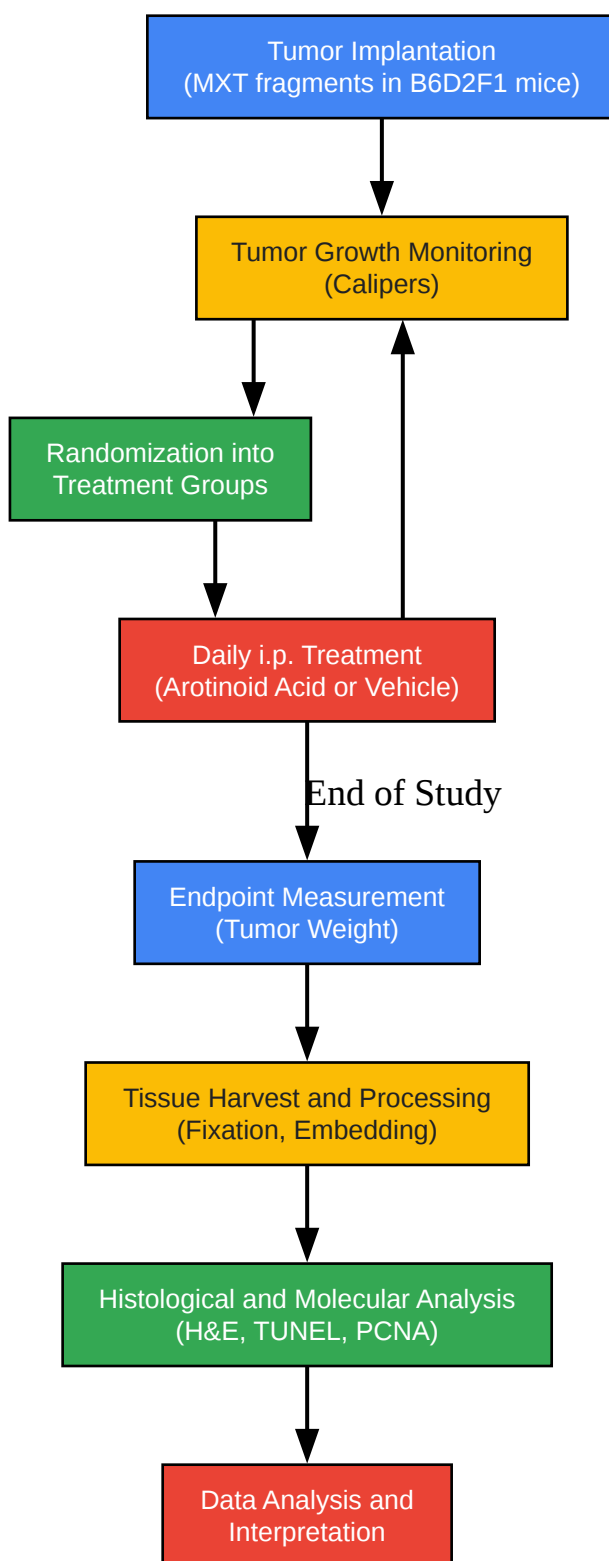 Tumor Implantation
(MXT fragments in B6D2F1 mice)
Tumor Growth Monitoring
(Calipers)
Randomization into
Treatment Groups
Daily i.p. Treatment
(Arotinoid Acid or Vehicle)
End of Study
Endpoint Measurement
(Tumor Weight)
Tissue Harvest and Processing
(Fixation, Embedding)
Histological and Molecular Analysis
(H&E, TUNEL, PCNA)
Data Analysis and
Interpretation